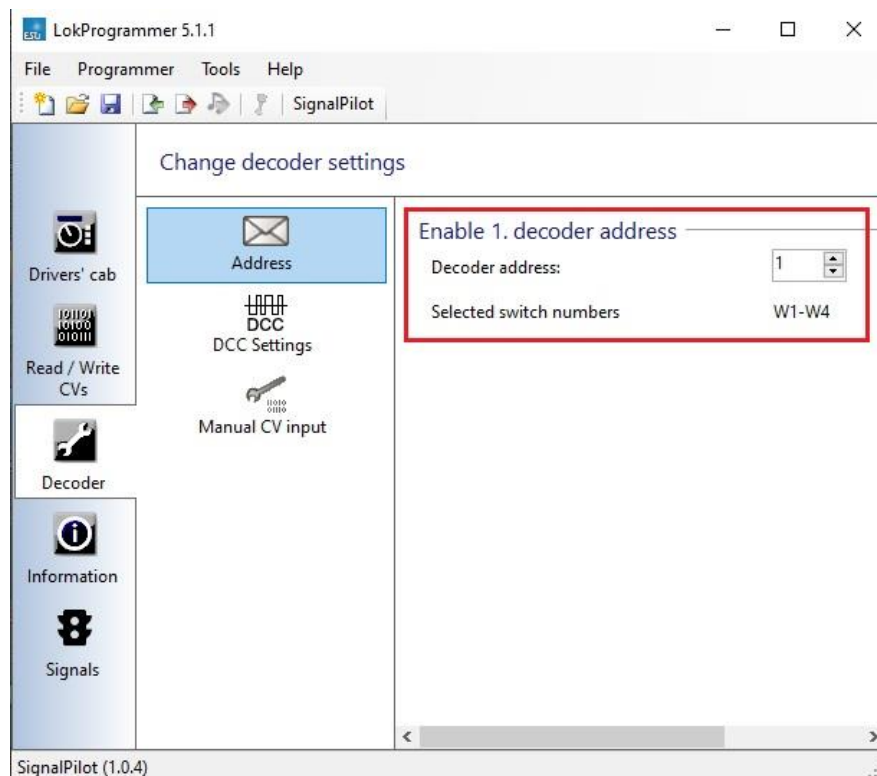 ESU LokProgrammer 5.1.1
File Programmer Tools Help
SignalPilot
Change decoder settings
Drivers' cab
Read / Write
CVs
Decoder
Information
Signals
Address
DCC
DCC Settings
Manual CV input
Enable 1. decoder address
Decoder address: 1
Selected switch numbers W1-W4
SignalPilot (1.0.4)